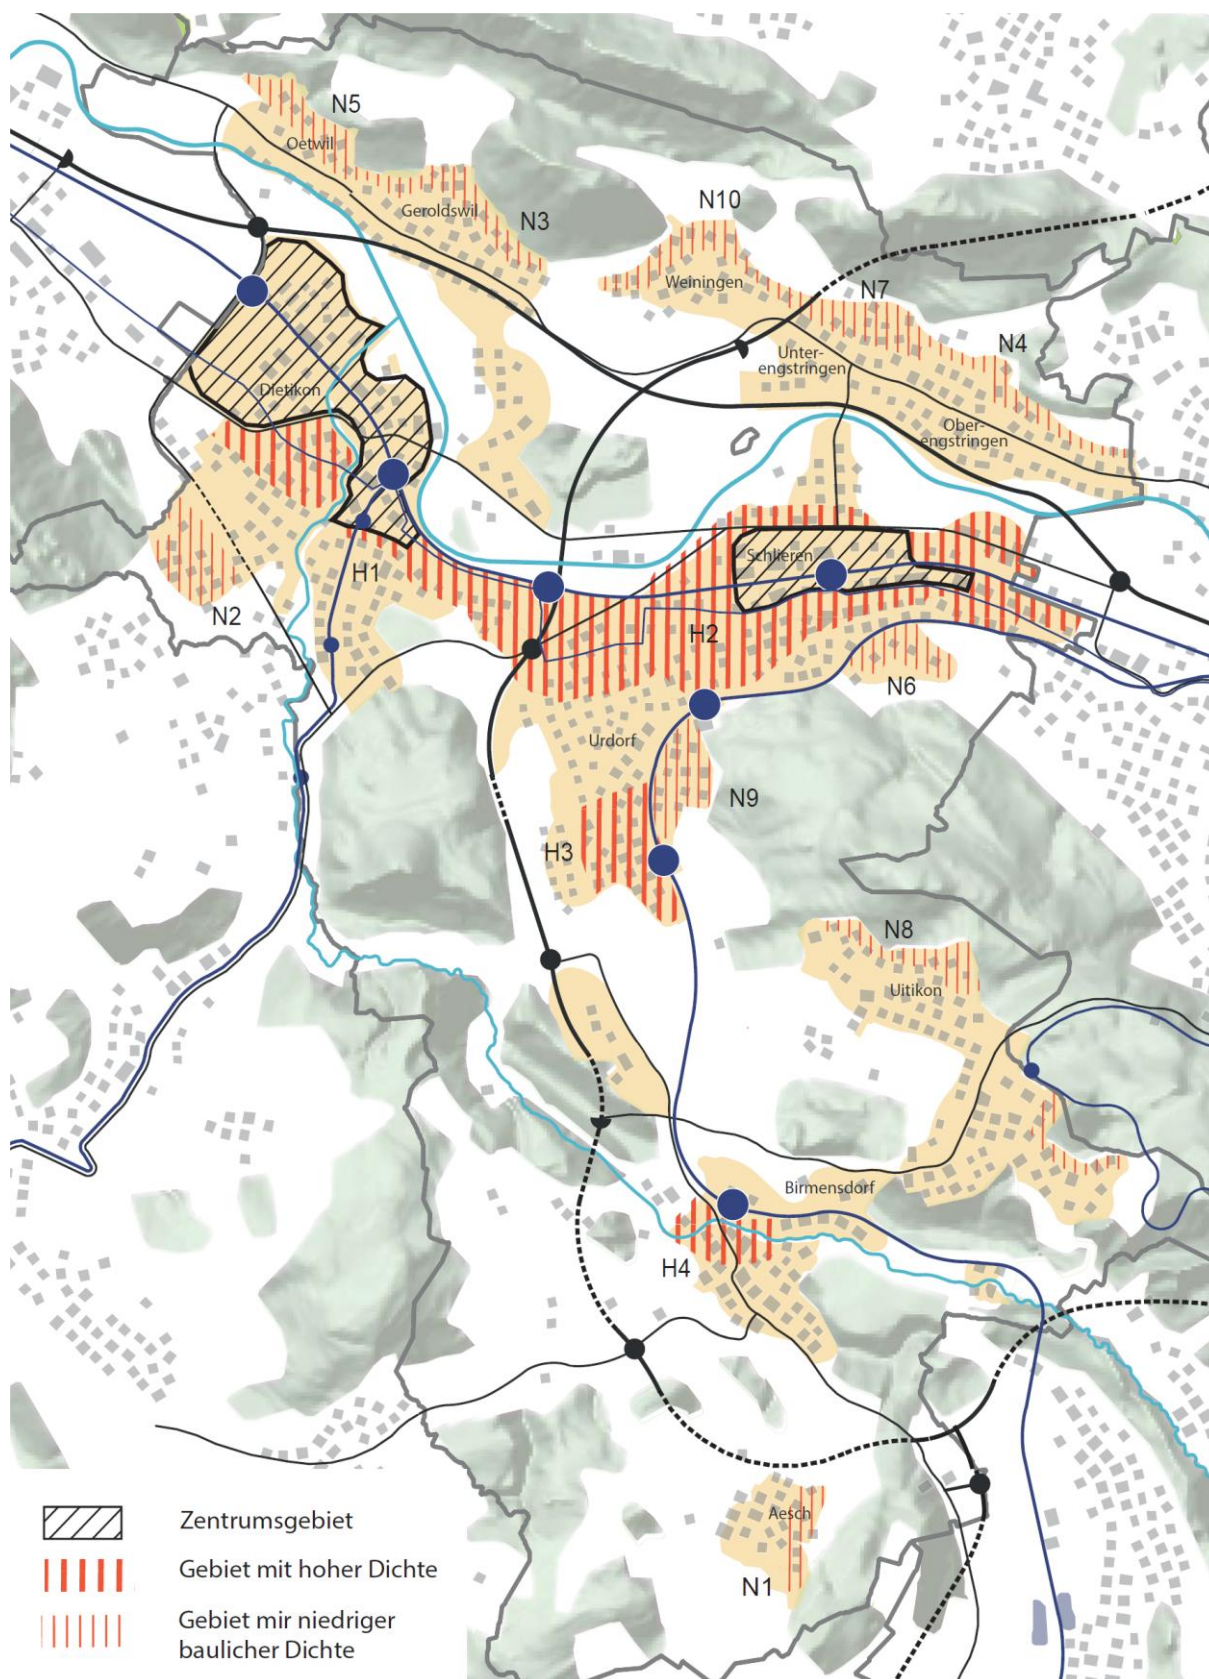 N5
Oetwil
Geroldswil
N3
N10
Weiningen
N7
Unter-
engstringen
N4
Ober-
engstringen
Dietikon
Schlieren
H1
N2
H2
N6
Urdorf
N9
H3
N8
Uitikon
Birmensdorf
H4
Aesch
N1
Zentrumsgebiet
Gebiet mit hoher Dichte
Gebiet mir niedriger
baulicher Dichte